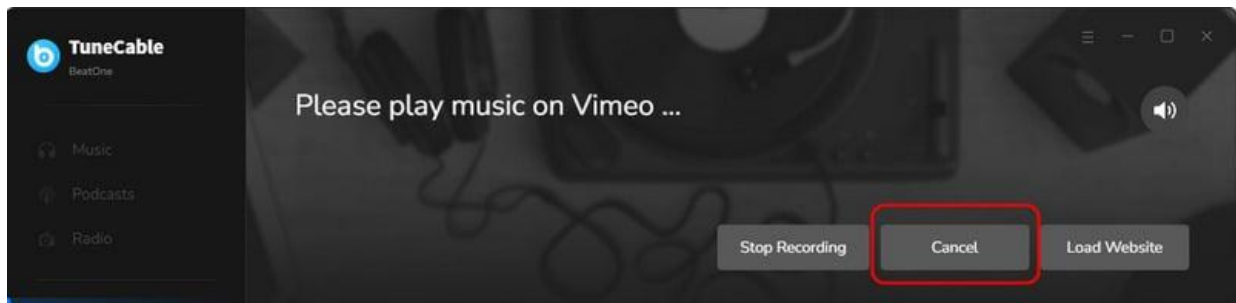 TuneCable
BeatOne
Music
Podcasts
Radio
Please play music on Vimeo ...
Stop Recording
Cancel
Load Website